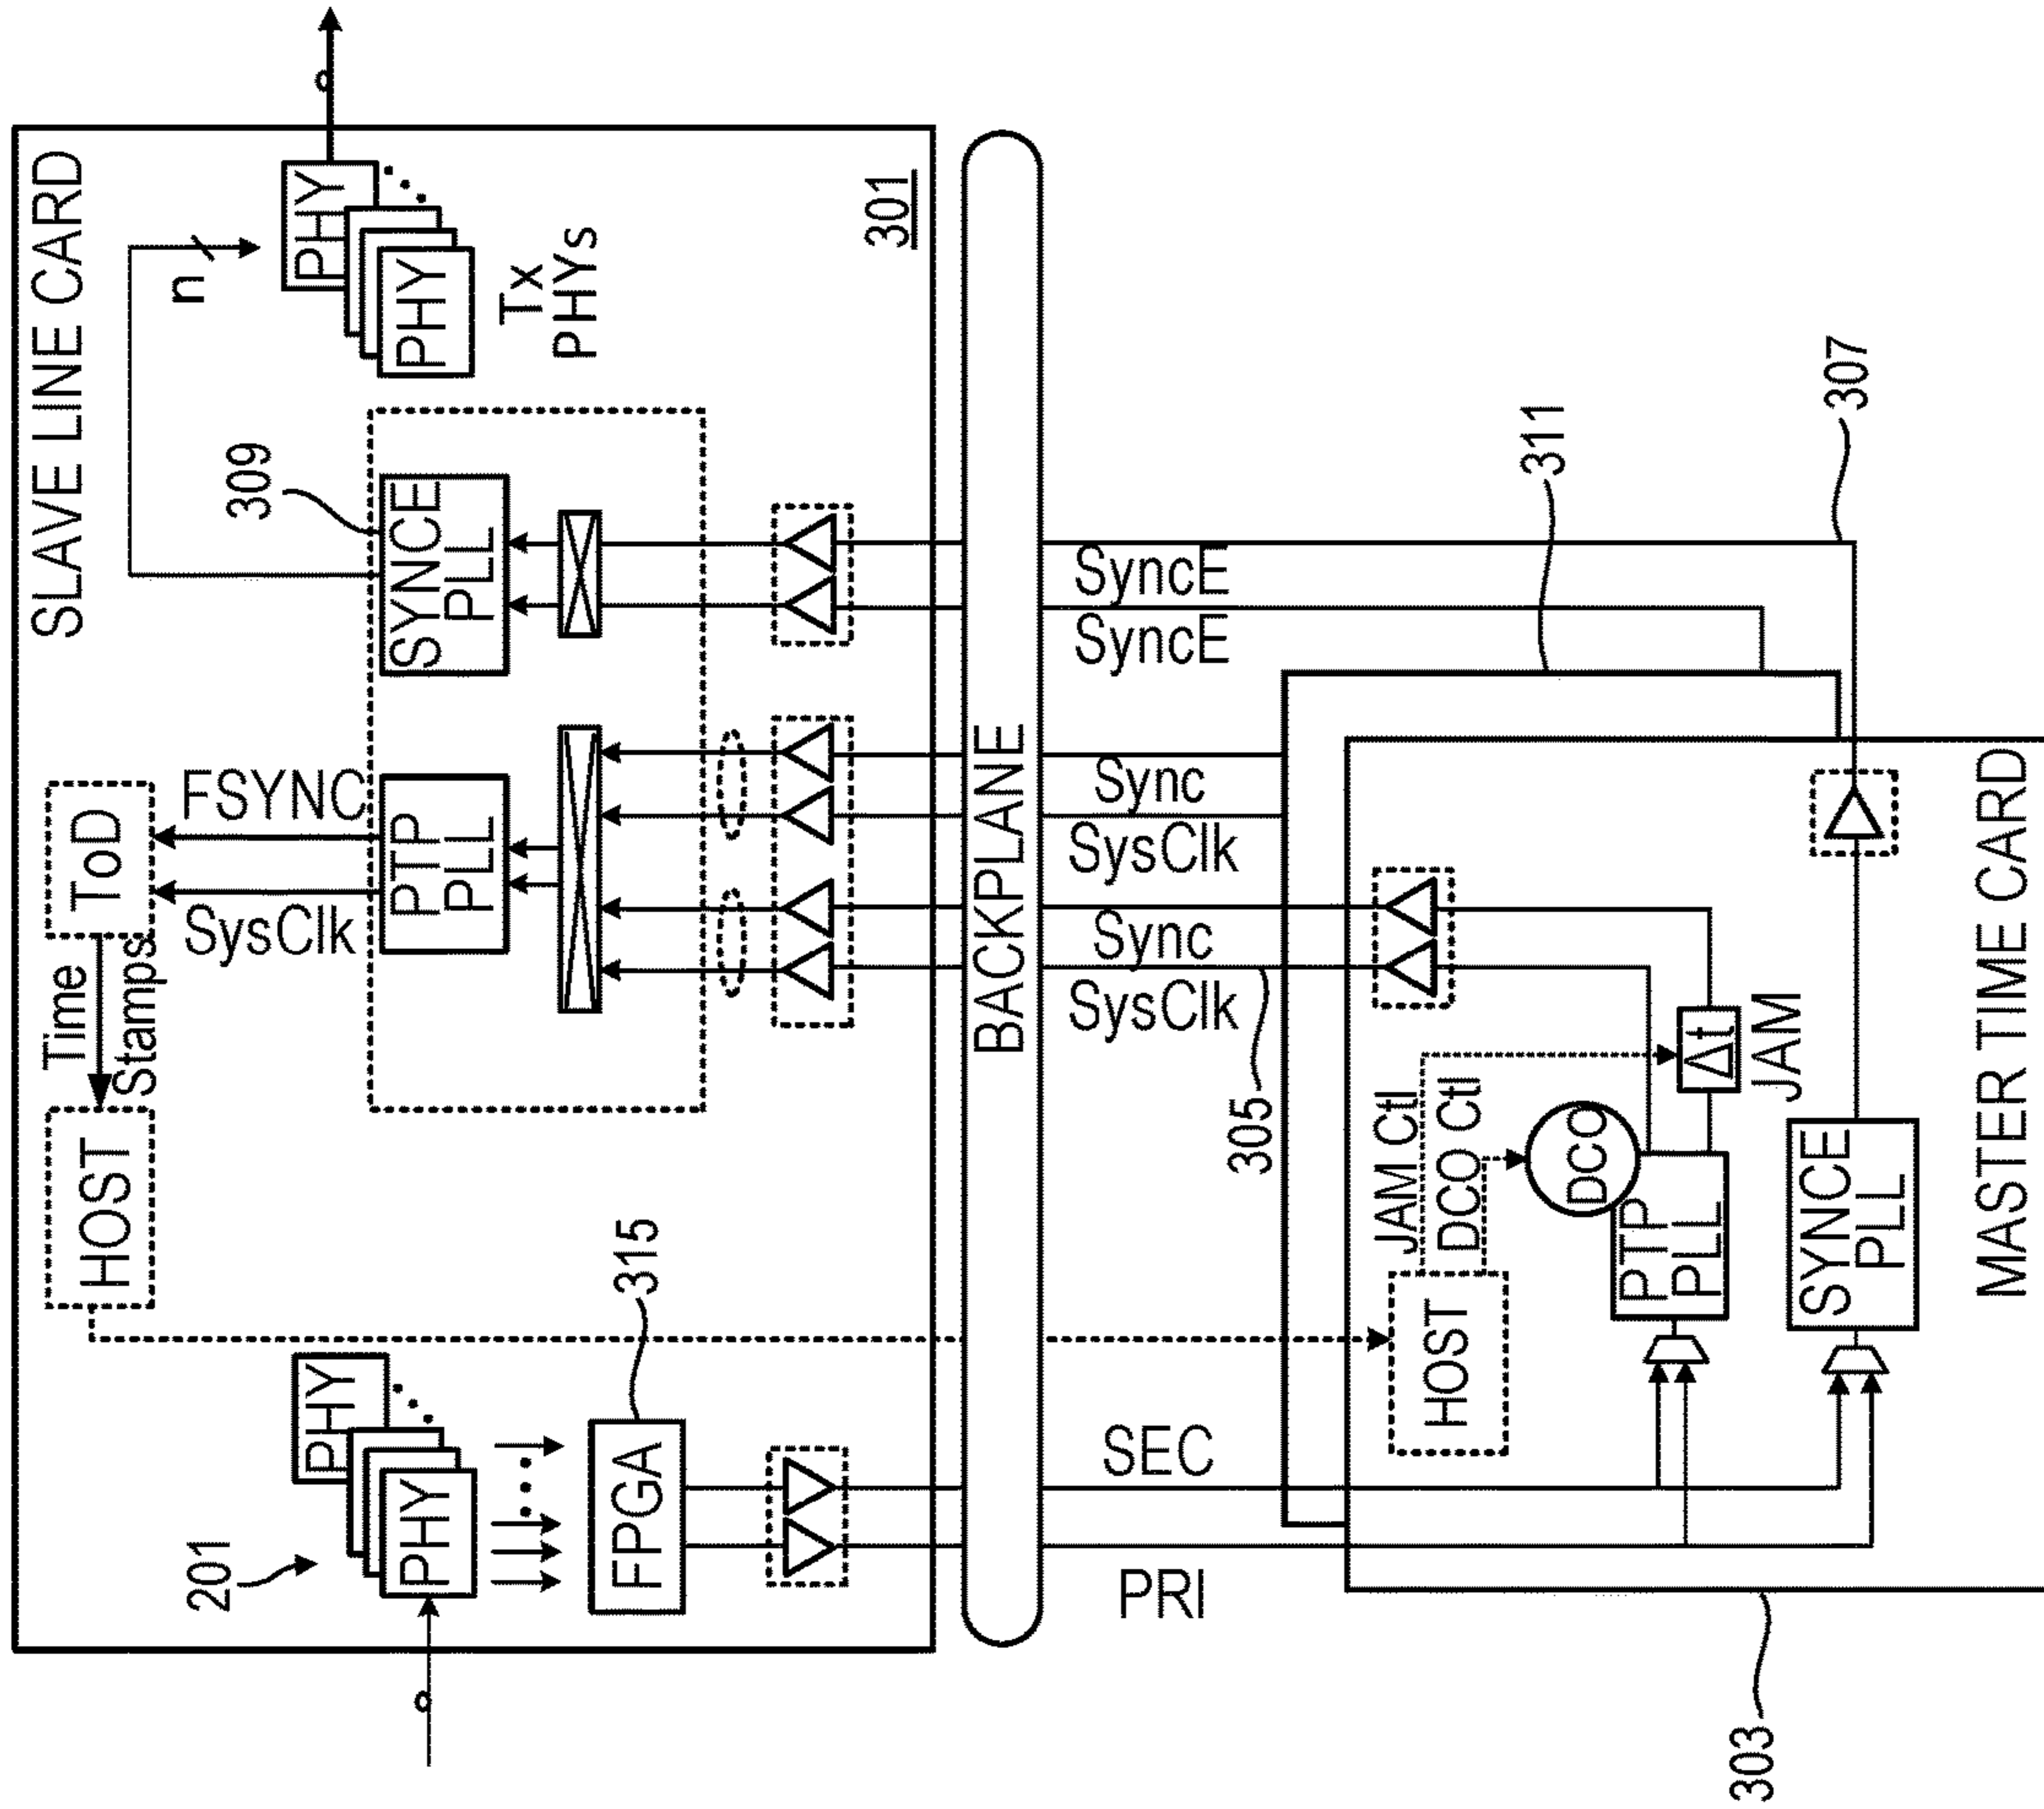 SLAVE LINE CARD
301
201
PHY
PHY
315
FPGA
HOST
Time
Stamps
ToD
FSYNC
SysClk
PTP
PLL
309
SYNCE
PLL
n
PHY
PHY
Tx
PHYs
BACKPLANE
PRI
SEC
305
SysClk
Sync
SysClk
Sync
SyncE
SyncE
311
307
303
HOST
JAM Ctl
DCO Ctl
DCO
PTP
PLL
Δt
JAM
SYNCE
PLL
MASTER TIME CARD